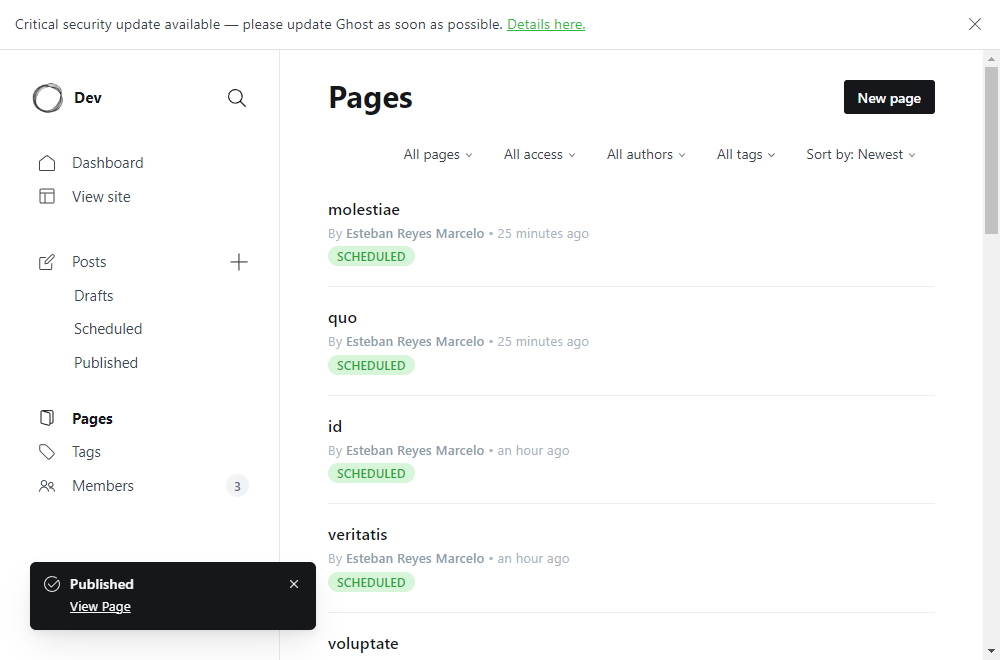 Critical security update available — please update Ghost as soon as possible. Details here.
Dev
Dashboard
View site
Posts
Drafts
Scheduled
Published
Pages
Tags
Members 3
Published
View Page
Pages
New page
All pages All access All authors All tags Sort by: Newest
molestiae
By Esteban Reyes Marcelo • 25 minutes ago
SCHEDULED
quo
By Esteban Reyes Marcelo • 25 minutes ago
SCHEDULED
id
By Esteban Reyes Marcelo • an hour ago
SCHEDULED
veritatis
By Esteban Reyes Marcelo • an hour ago
SCHEDULED
voluptate